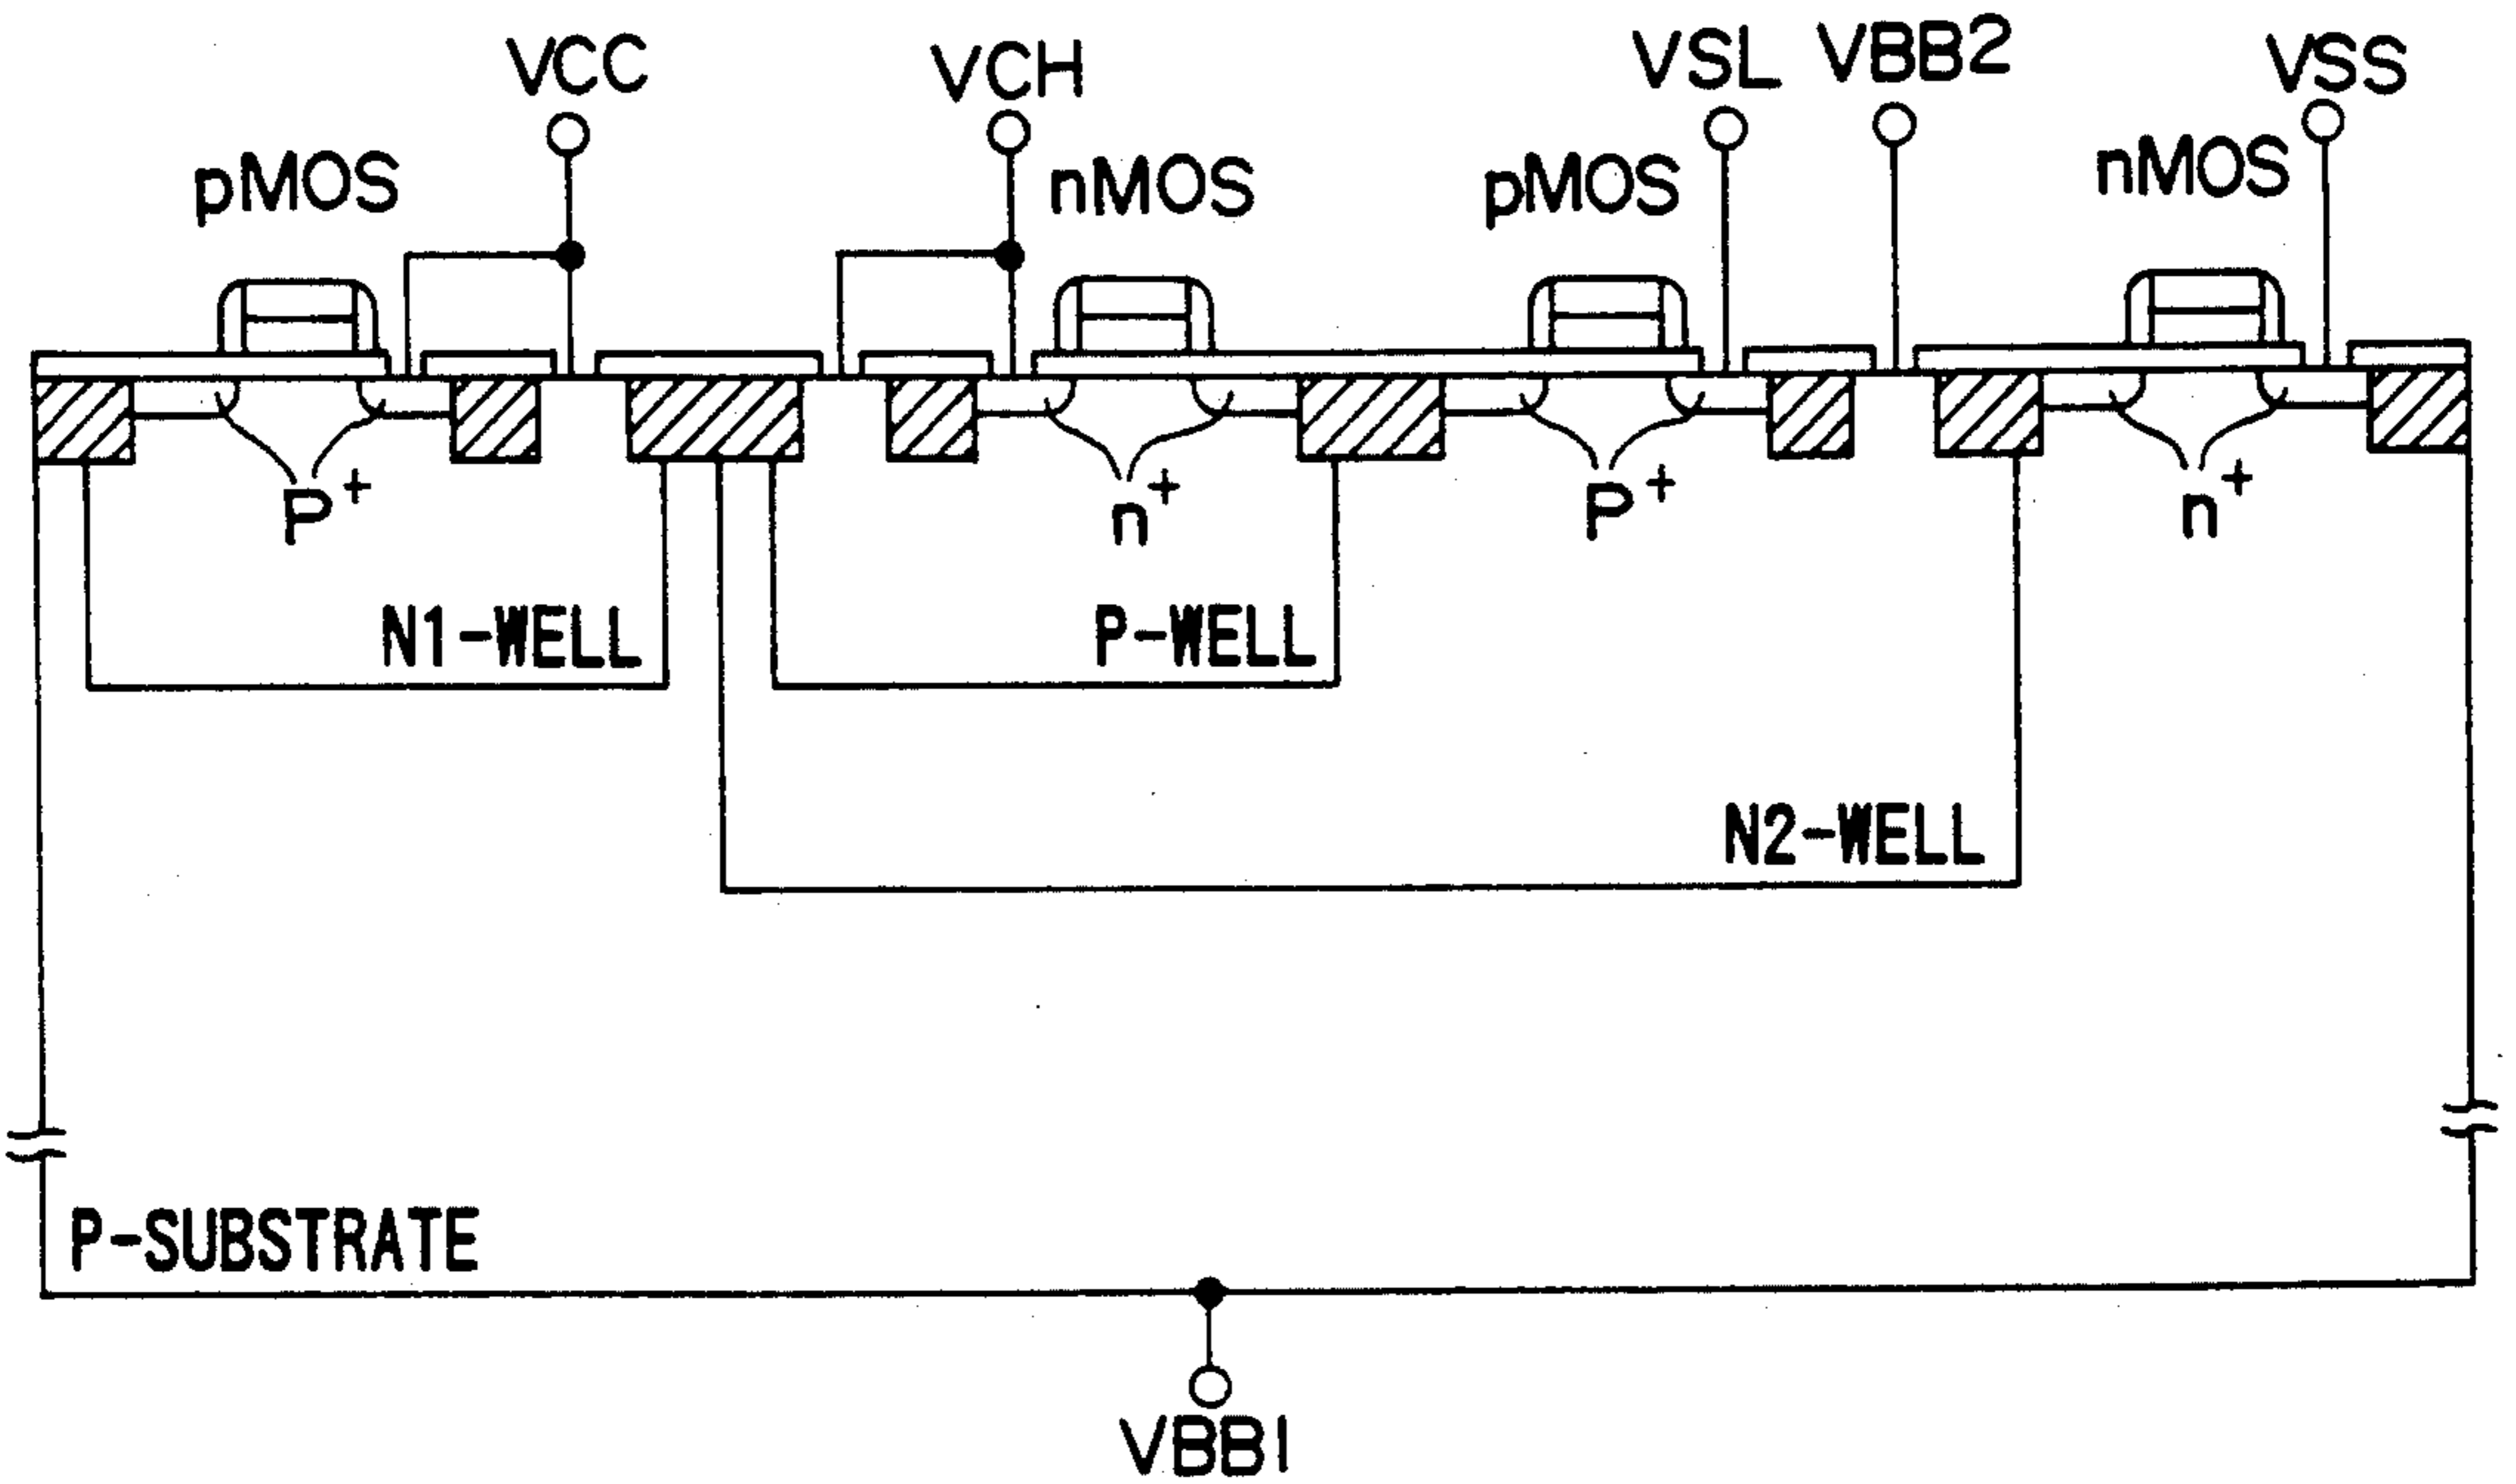 VCC
VCH
VSL
VBB2
VSS
pMOS
nMOS
pMOS
nMOS
P+
n+
P+
n+
N1-WELL
P-WELL
N2-WELL
P-SUBSTRATE
VBB1